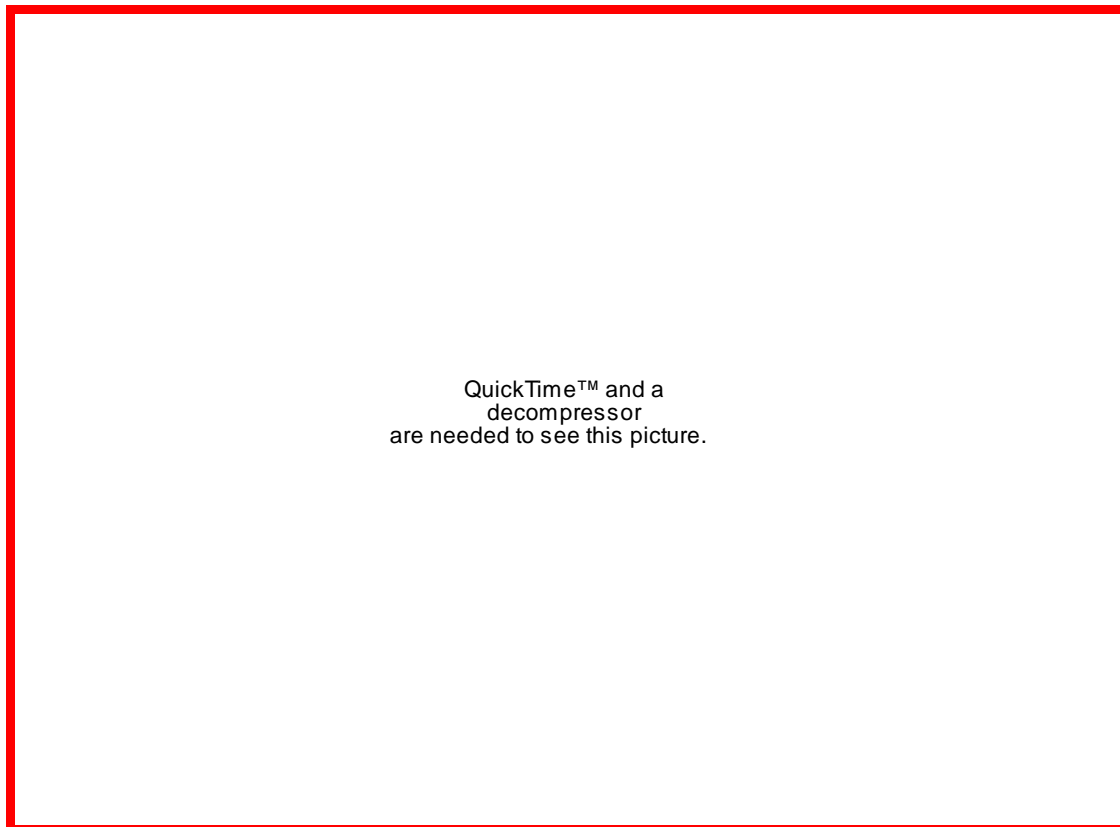 QuickTime™ and a
decompressor
are needed to see this picture.